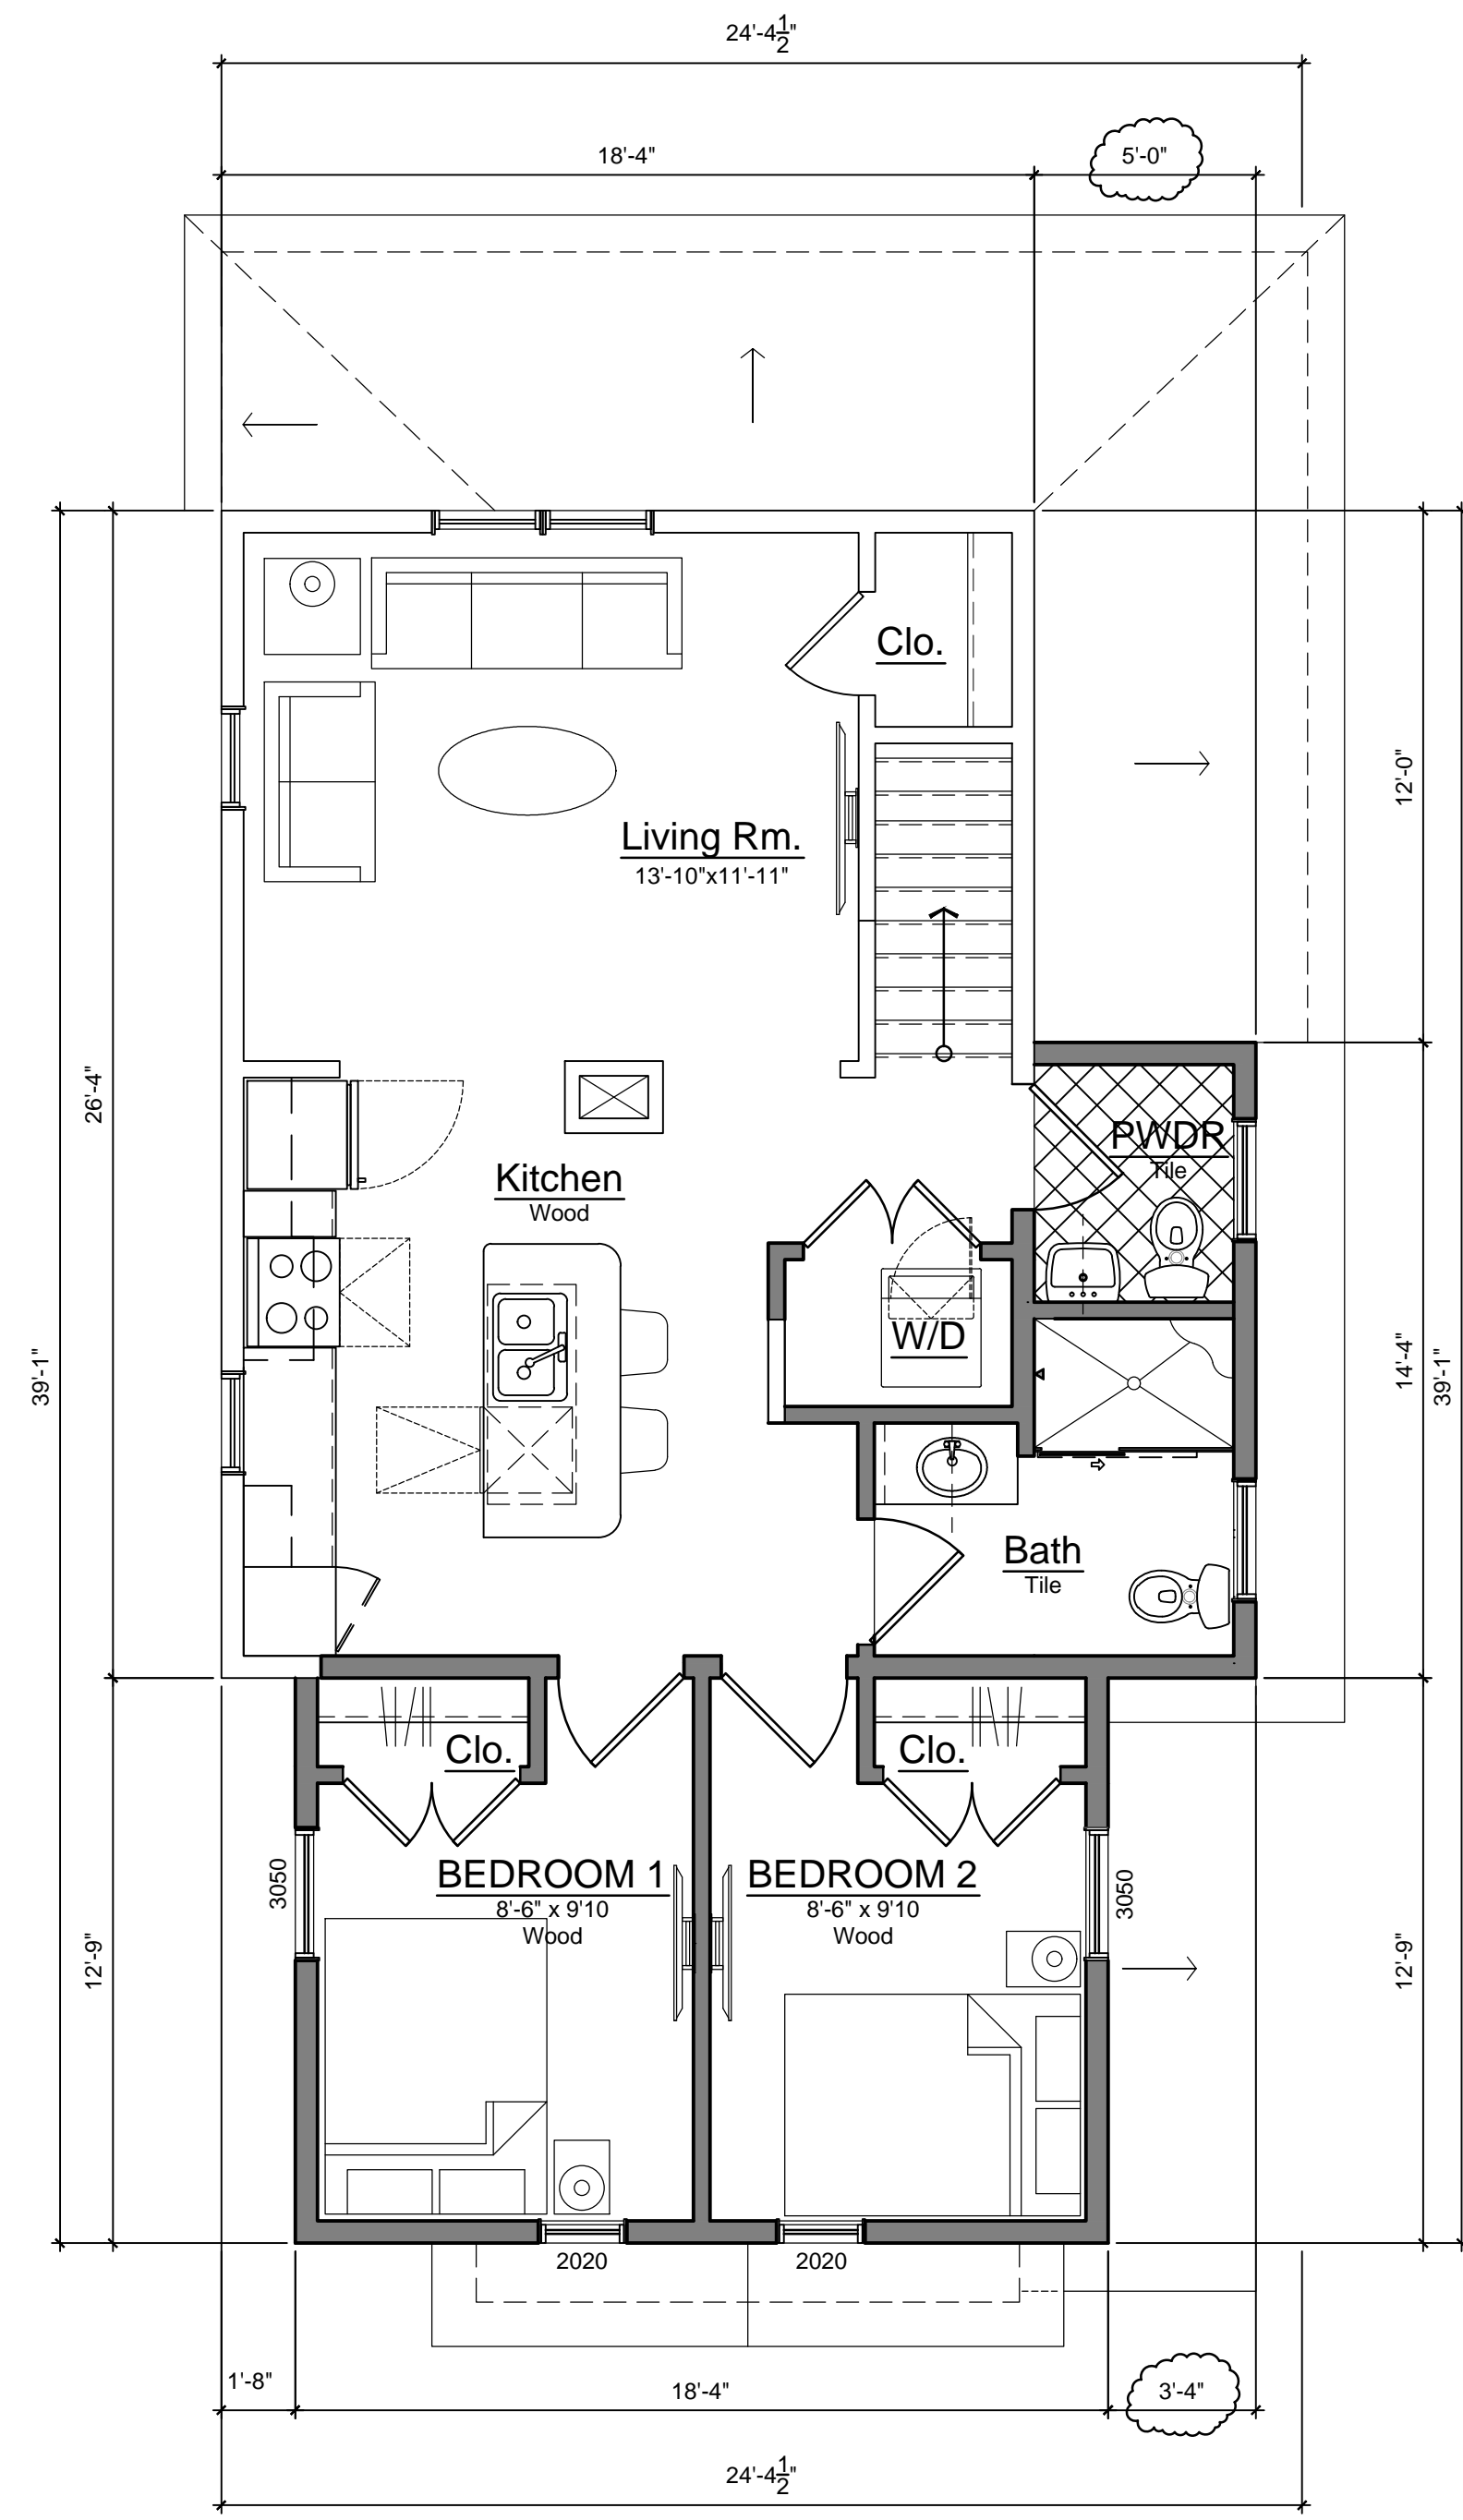 24'-4 1/2"
18'-4"
5'-0"
Clo.
12'-0"
Living Rm.
13'-10"x11'-11"
26'-4"
PWDR
Tile
Kitchen
Wood
W/D
39'-1"
14'-4"
39'-1"
Bath
Tile
Clo.
Clo.
3050
BEDROOM 1
8'-6" x 9'10
Wood
BEDROOM 2
8'-6" x 9'10
Wood
3050
12'-9"
12'-9"
2020
2020
1'-8"
18'-4"
3'-4"
24'-4 1/2"